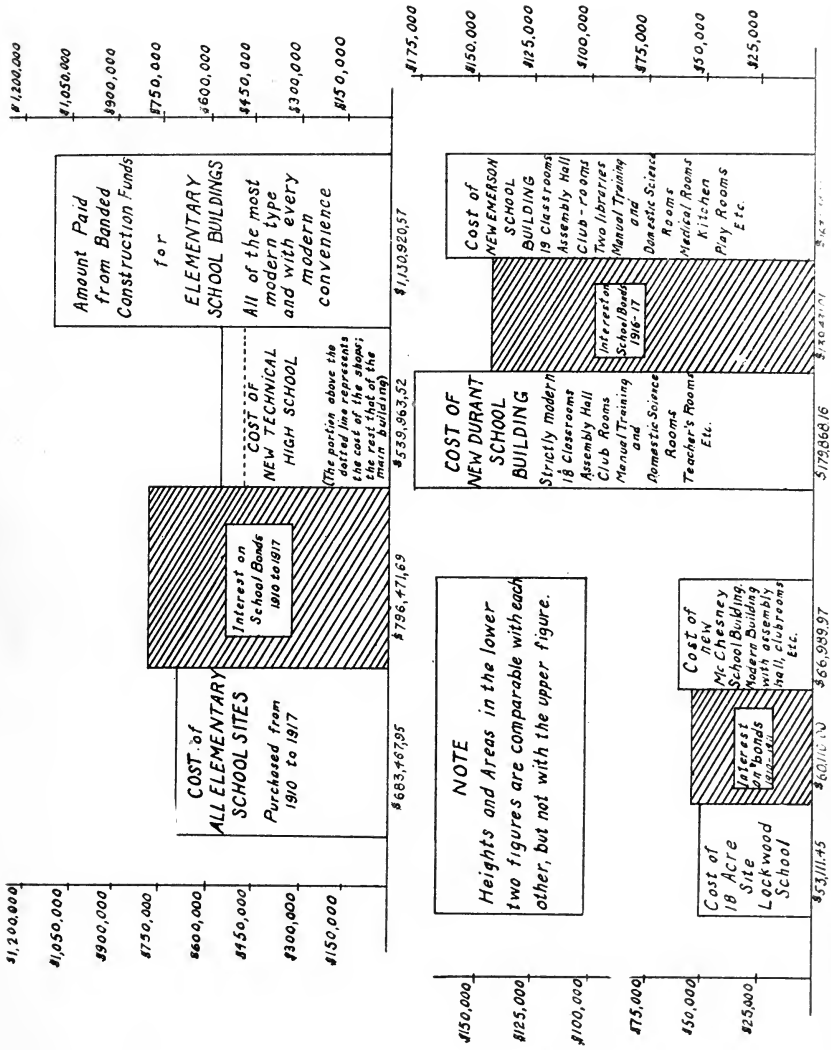 $1,200,000
$1,050,000
$900,000
$750,000
$600,000
$450,000
$300,000
$150,000
COST of
ALL ELEMENTARY
SCHOOL SITES
Purchased from
1910 to 1917
$683,467,95
Interest on
School Bonds
1910 to 1917
$796,471,69
COST OF
NEW TECHNICAL
HIGH SCHOOL
(The portion above the
dotted line represents
the cost of the shops;
the rest that of the
main building)
$539,963,52
Amount Paid
from Bonded
Construction Funds
for
ELEMENTARY
SCHOOL BUILDINGS
All of the most
modern type
and with every
modern
convenience
$1,130,920,57
$1,200,000
$1,050,000
$900,000
$750,000
$600,000
$450,000
$300,000
$150,000
$150,000
$125,000
$100,000
$75,000
$50,000
$25,000
NOTE
Heights and Areas in the lower
two figures are comparable with each
other, but not with the upper figure.
Cost of
18 Acre
Site
Lockwood
School
$53,111.45
Interest
on bonds
Cost of
new
McChesney
School Building.
Modern Building
with assembly
hall, clubrooms
Etc.
$66,989.97
COST OF
NEW DURANT
SCHOOL
BUILDING
Strictly modern
18 Classrooms
Assembly Hall
Club Rooms
Manual Training
and
Domestic Science
Rooms
Teacher's Rooms
Etc.
$179,868.16
Interest on
School Bonds
1916-17
Cost of
NEW EMERSON
SCHOOL
BUILDING
19 Classrooms
Assembly Hall
Club-rooms
Two libraries
Manual Training
and
Domestic Science
Rooms
Medical Rooms
Kitchen
Play Rooms
Etc.
$175,000
$150,000
$125,000
$100,000
$75,000
$50,000
$25,000